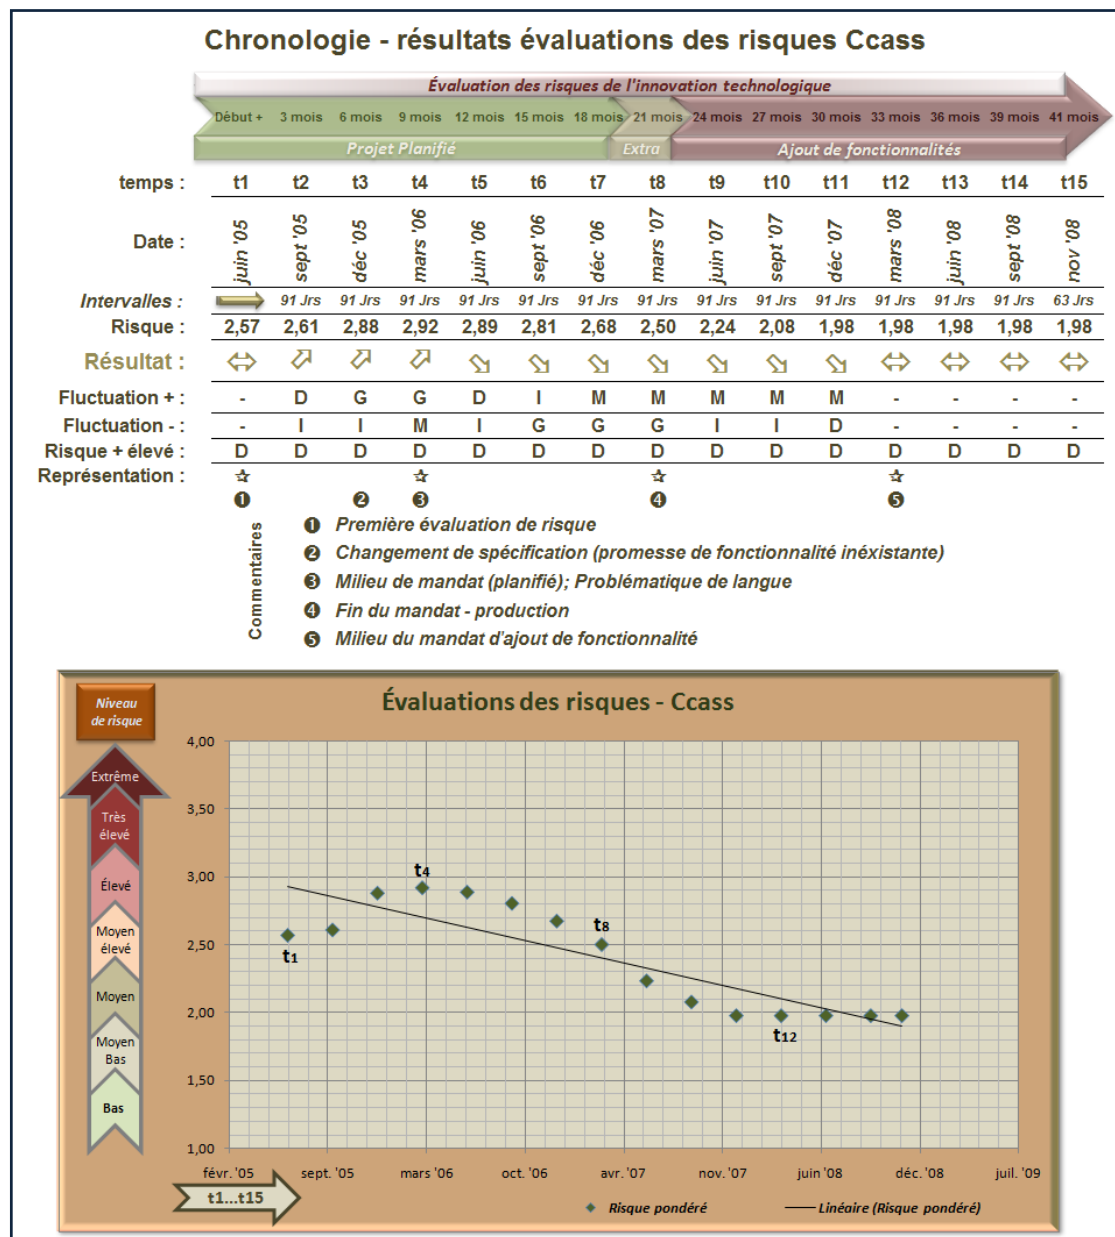 Chronologie - résultats évaluations des risques Ccass
Évaluation des risques de l'innovation technologique
Début + 3 mois 6 mois 9 mois 12 mois 15 mois 18 mois 21 mois 24 mois 27 mois 30 mois 33 mois 36 mois 39 mois 41 mois
Projet Planifié Extra Ajout de fonctionnalités
temps : t1 t2 t3 t4 t5 t6 t7 t8 t9 t10 t11 t12 t13 t14 t15
Date : juin '05 sept '05 déc '05 mars '06 juin '06 sept '06 déc '06 mars '07 juin '07 sept '07 déc '07 mars '08 juin '08 sept '08 nov '08
Intervalles : 91 Jrs 91 Jrs 91 Jrs 91 Jrs 91 Jrs 91 Jrs 91 Jrs 91 Jrs 91 Jrs 91 Jrs 91 Jrs 91 Jrs 91 Jrs 63 Jrs
Risque : 2,57 2,61 2,88 2,92 2,89 2,81 2,68 2,50 2,24 2,08 1,98 1,98 1,98 1,98 1,98
Résultat :
Fluctuation + : - D G G D I M M M M M - - - -
Fluctuation - : - I I M I G G G I I D - - - -
Risque + élevé : D D D D D D D D D D D D D D D
Représentation :
1 2 3 4 5
Commentaires
1 Première évaluation de risque
2 Changement de spécification (promesse de fonctionnalité inéxistante)
3 Milieu de mandat (planifié); Problématique de langue
4 Fin du mandat - production
5 Milieu du mandat d'ajout de fonctionnalité
Niveau
de risque
Évaluations des risques - Ccass
Extrême
Très
élevé
Élevé
Moyen
élevé
Moyen
Moyen
Bas
Bas
4,00
3,50
3,00
2,50
2,00
1,50
1,00
t1
t4
t8
t12
févr. '05 sept. '05 mars '06 oct. '06 avr. '07 nov. '07 juin '08 déc. '08 juil. '09
t1...t15
Risque pondéré Linéaire (Risque pondéré)